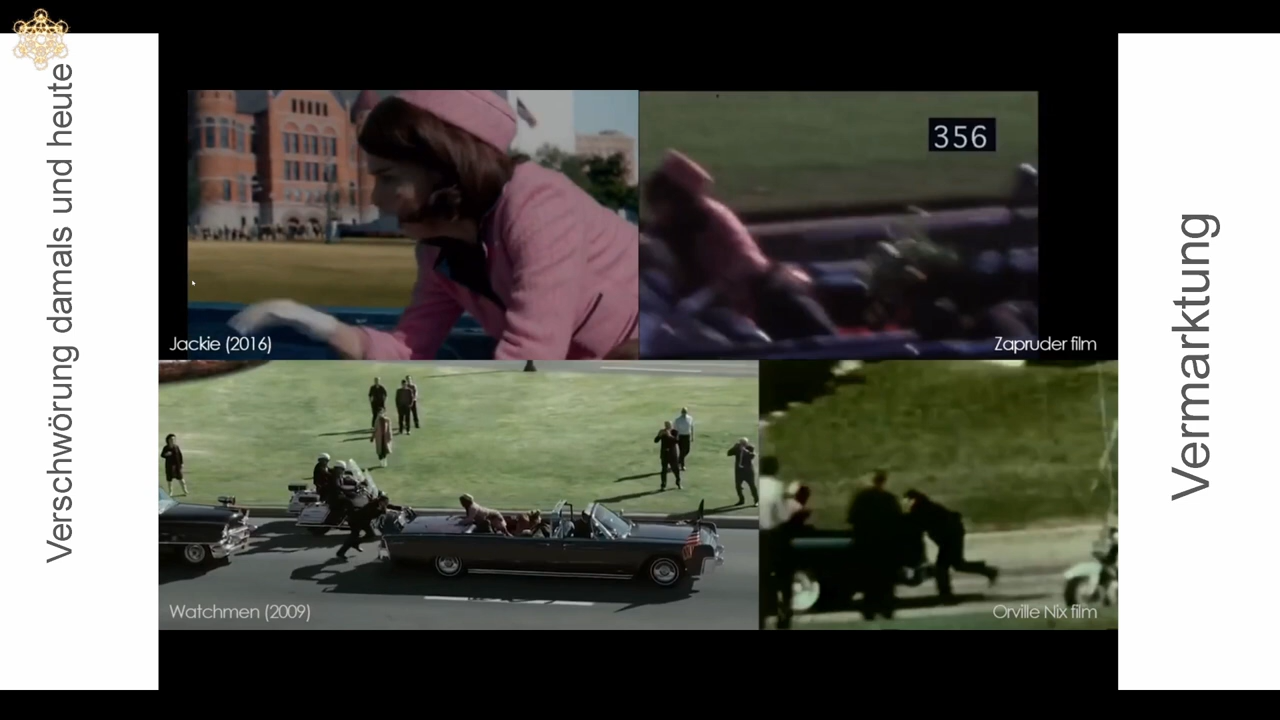 Verschwörung damals und heute
356
Jackie (2016)
Zapruder film
Watchmen (2009)
Orville Nix film
Vermarktung